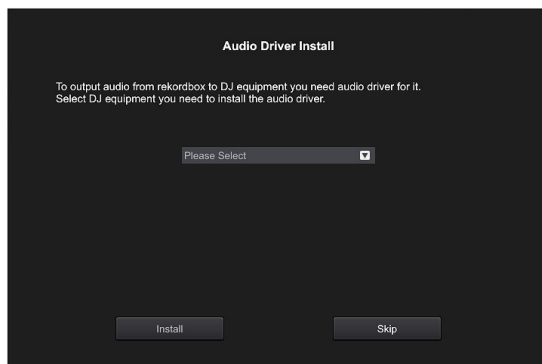 Audio Driver Install
To output audio from rekordbox to DJ equipment you need audio driver for it.
Select DJ equipment you need to install the audio driver.
Please Select
Install
Skip